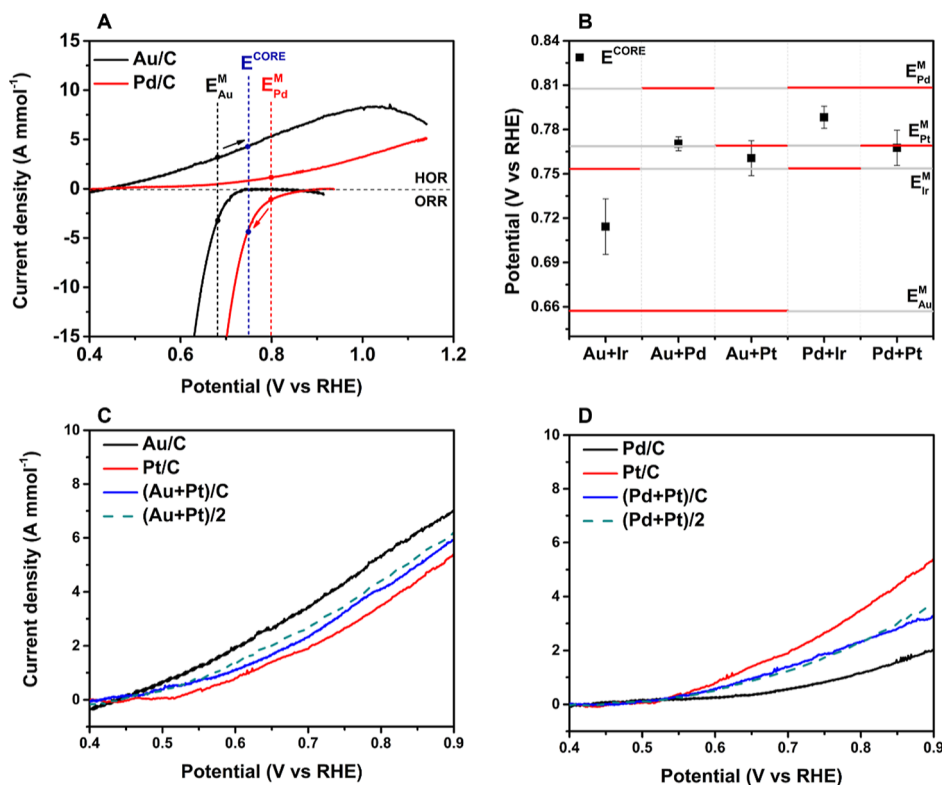 A
15
10
5
0
-5
-10
-15
Current density (A mmol⁻¹)
Au/C
Pd/C
E^M_Au
E^CORE
E^M_Pd
HOR
ORR
0.4 0.6 0.8 1.0 1.2
Potential (V vs RHE)
B
0.84
0.81
0.78
0.75
0.72
0.69
0.66
Potential (V vs RHE)
E^CORE
E^M_Pd
E^M_Pt
E^M_Ir
E^M_Au
Au+Ir Au+Pd Au+Pt Pd+Ir Pd+Pt
C
10
8
6
4
2
0
Current density (A mmol⁻¹)
Au/C
Pt/C
(Au+Pt)/C
(Au+Pt)/2
0.4 0.5 0.6 0.7 0.8 0.9
Potential (V vs RHE)
D
10
8
6
4
2
0
Pd/C
Pt/C
(Pd+Pt)/C
(Pd+Pt)/2
0.4 0.5 0.6 0.7 0.8 0.9
Potential (V vs RHE)